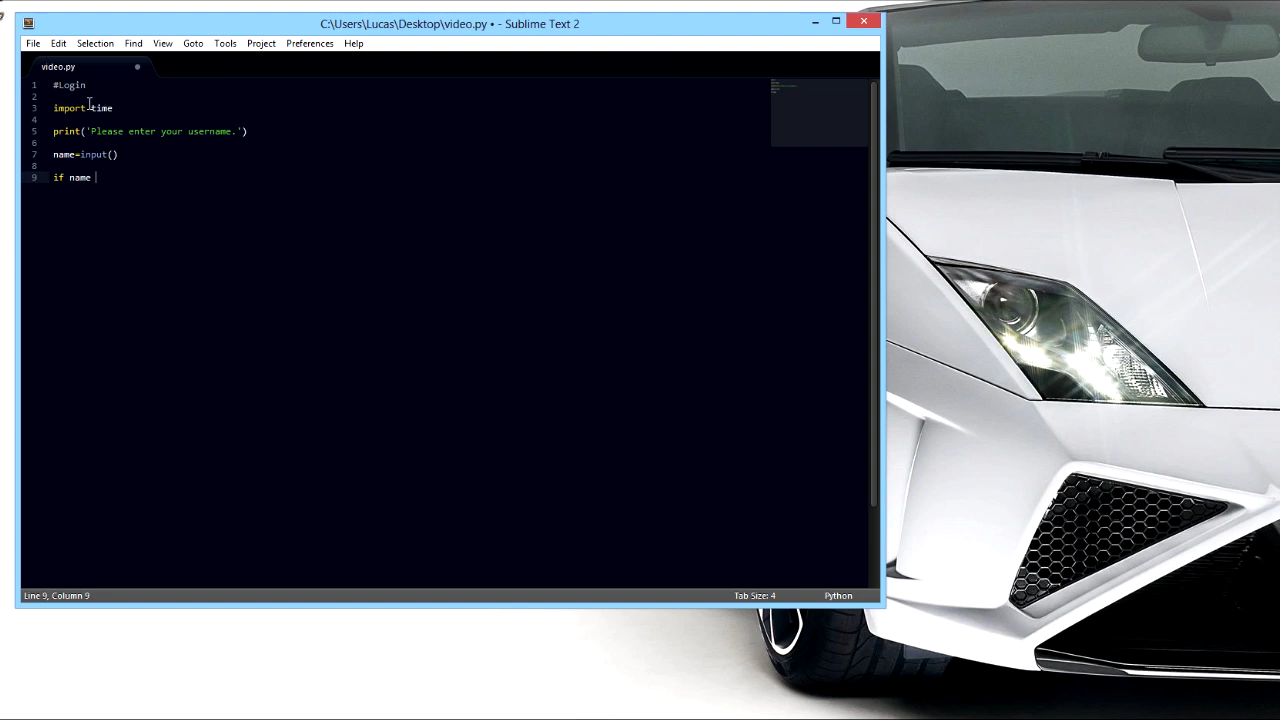 C:\Users\Lucas\Desktop\video.py • - Sublime Text 2
File Edit Selection Find View Goto Tools Project Preferences Help
video.py
1 #Login
2
3 import time
4
5 print('Please enter your username.')
6
7 name=input()
8
9 if name
Line 9, Column 9 Tab Size: 4 Python